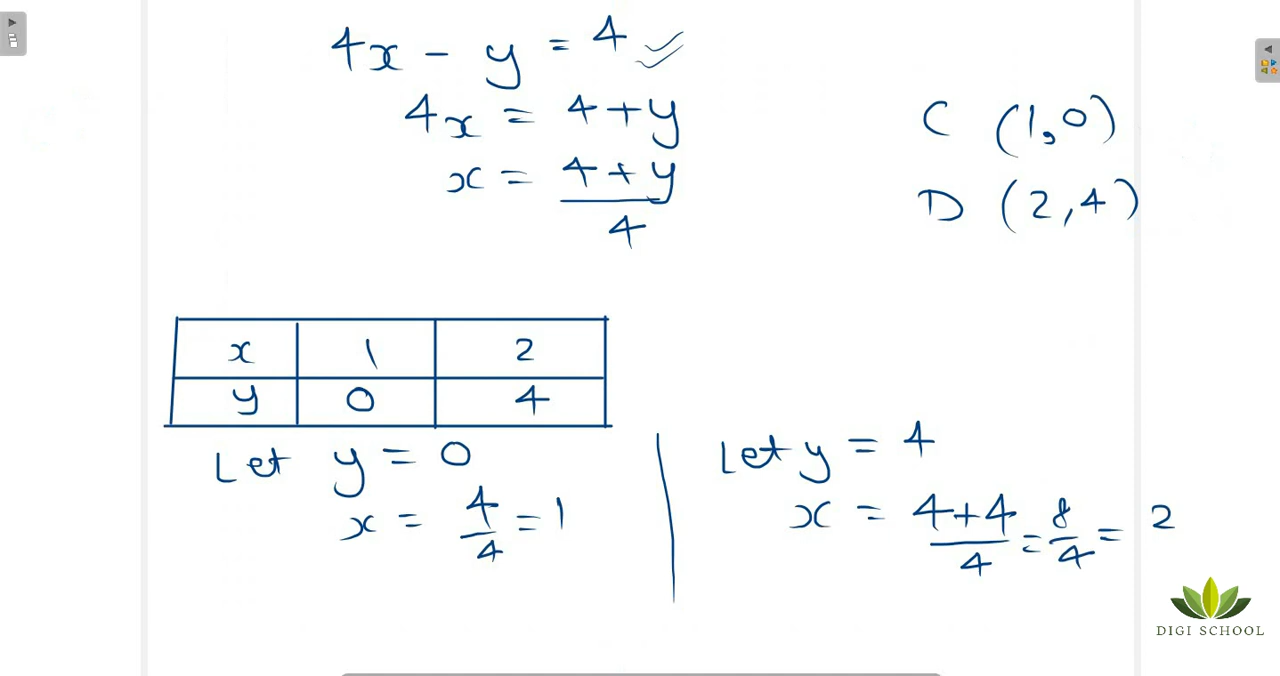 4x - y = 4
4x = 4 + y
x = 4 + y / 4
C (1,0)
D (2,4)
x 1 2
y 0 4
Let y = 0
x = 4/4 = 1
Let y = 4
x = 4+4/4 = 8/4 = 2
DIGI SCHOOL